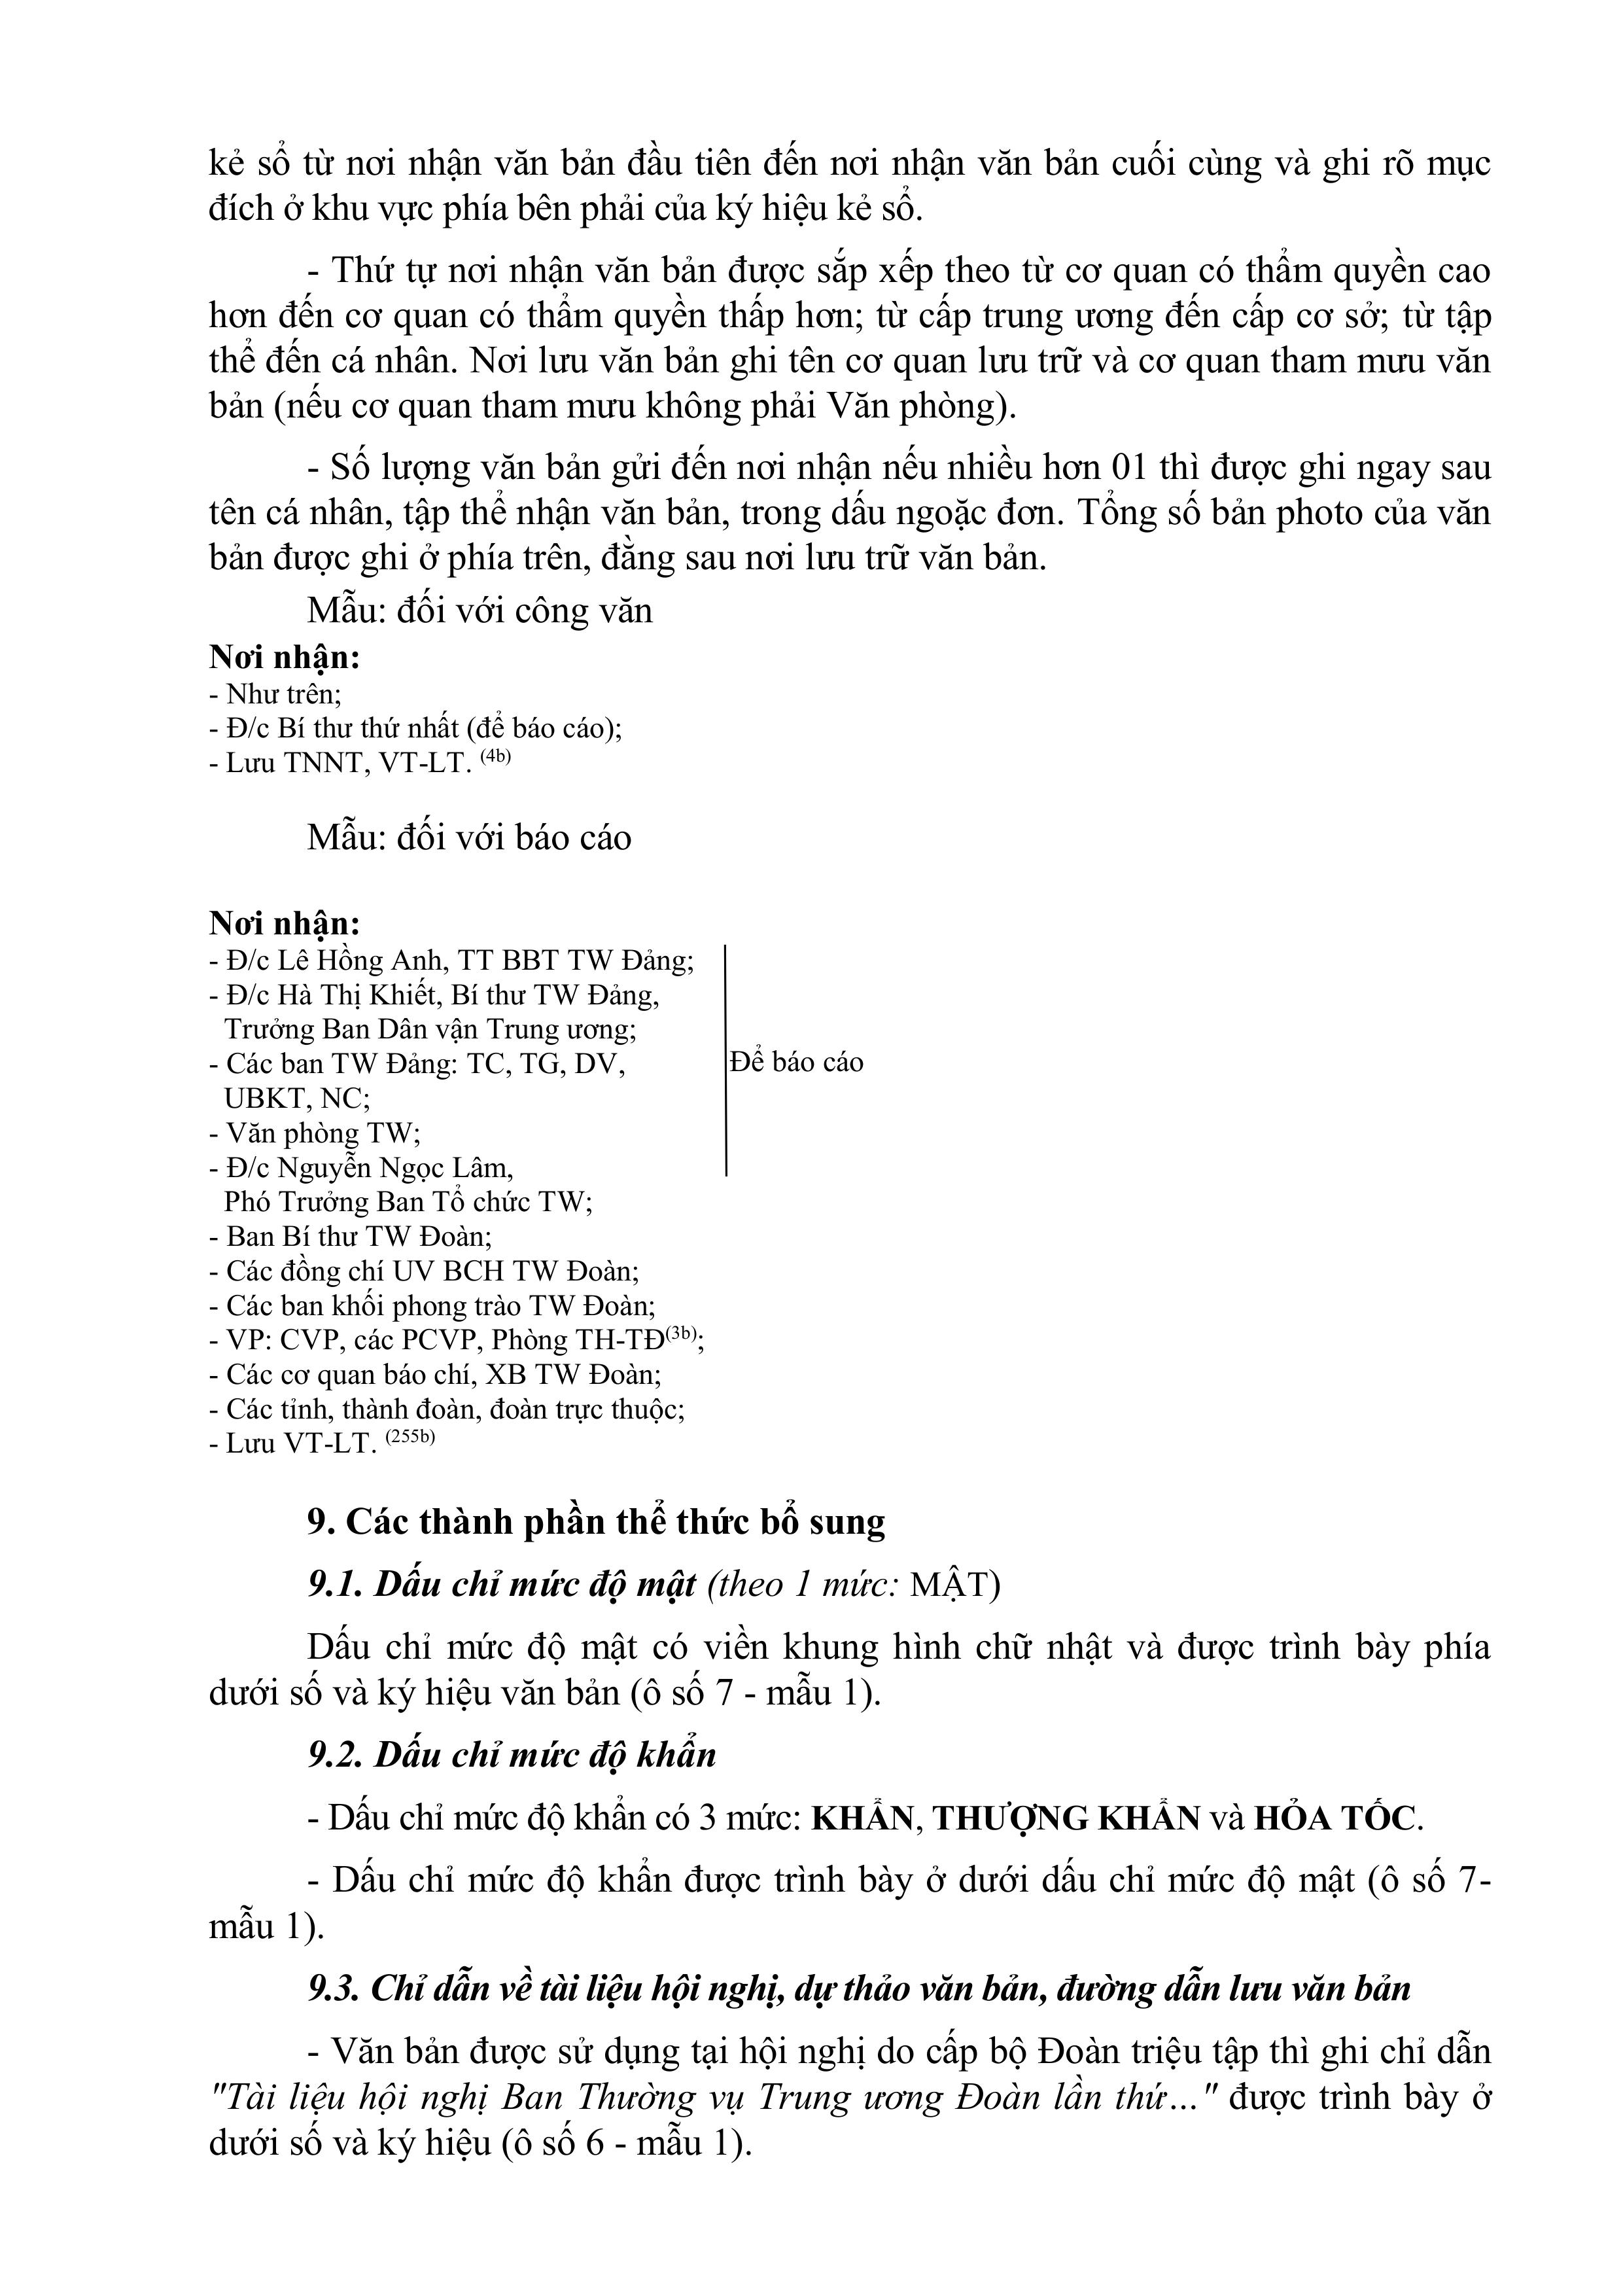 kẻ sổ từ nơi nhận văn bản đầu tiên đến nơi nhận văn bản cuối cùng và ghi rõ mục
đích ở khu vực phía bên phải của ký hiệu kẻ sổ.
- Thứ tự nơi nhận văn bản được sắp xếp theo từ cơ quan có thẩm quyền cao
hơn đến cơ quan có thẩm quyền thấp hơn; từ cấp trung ương đến cấp cơ sở; từ tập
thể đến cá nhân. Nơi lưu văn bản ghi tên cơ quan lưu trữ và cơ quan tham mưu văn
bản (nếu cơ quan tham mưu không phải Văn phòng).
- Số lượng văn bản gửi đến nơi nhận nếu nhiều hơn 01 thì được ghi ngay sau
tên cá nhân, tập thể nhận văn bản, trong dấu ngoặc đơn. Tổng số bản photo của văn
bản được ghi ở phía trên, đằng sau nơi lưu trữ văn bản.
Mẫu: đối với công văn
Nơi nhận:
- Như trên;
- Đ/c Bí thư thứ nhất (để báo cáo);
- Lưu TNNT, VT-LT. (4b)
Mẫu: đối với báo cáo
Nơi nhận:
- Đ/c Lê Hồng Anh, TT BBT TW Đảng;
- Đ/c Hà Thị Khiết, Bí thư TW Đảng,
Trưởng Ban Dân vận Trung ương;
- Các ban TW Đảng: TC, TG, DV,
Để báo cáo
UBKT, NC;
- Văn phòng TW;
- Đ/c Nguyễn Ngọc Lâm,
Phó Trưởng Ban Tổ chức TW;
- Ban Bí thư TW Đoàn;
- Các đồng chí UV BCH TW Đoàn;
- Các ban khối phong trào TW Đoàn;
- VP: CVP, các PCVP, Phòng TH-TĐ(3b);
- Các cơ quan báo chí, XB TW Đoàn;
- Các tỉnh, thành đoàn, đoàn trực thuộc;
- Lưu VT-LT. (255b)
9. Các thành phần thể thức bổ sung
9.1. Dấu chỉ mức độ mật (theo 1 mức: MẬT)
Dấu chỉ mức độ mật có viền khung hình chữ nhật và được trình bày phía
dưới số và ký hiệu văn bản (ô số 7 - mẫu 1).
9.2. Dấu chỉ mức độ khẩn
- Dấu chỉ mức độ khẩn có 3 mức: KHẨN, THƯỢNG KHẨN và HỎA TỐC.
- Dấu chỉ mức độ khẩn được trình bày ở dưới dấu chỉ mức độ mật (ô số 7-
mẫu 1).
9.3. Chỉ dẫn về tài liệu hội nghị, dự thảo văn bản, đường dẫn lưu văn bản
- Văn bản được sử dụng tại hội nghị do cấp bộ Đoàn triệu tập thì ghi chỉ dẫn
"Tài liệu hội nghị Ban Thường vụ Trung ương Đoàn lần thứ..." được trình bày ở
dưới số và ký hiệu (ô số 6 - mẫu 1).